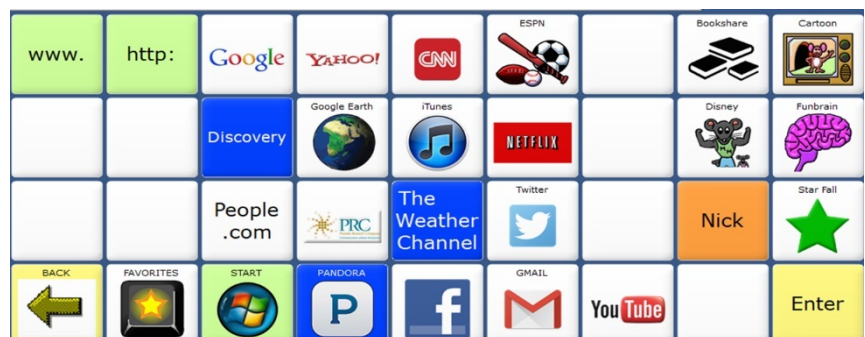 www.
http:
Google
YAHOO!
CNN
ESPN
Bookshare
Cartoon
Discovery
Google Earth
iTunes
NETFLIX
Disney
Funbrain
People
.com
PRC
The
Weather
Channel
Twitter
Nick
Star Fall
BACK
FAVORITES
START
PANDORA
P
f
GMAIL
YouTube
Enter